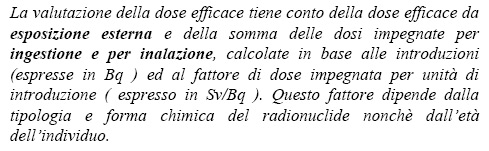 La valutazione della dose efficace tiene conto della dose efficace da
esposizione esterna e della somma delle dosi impegnate per
ingestione e per inalazione, calcolate in base alle introduzioni
(espresse in Bq ) ed al fattore di dose impegnata per unità di
introduzione ( espresso in Sv/Bq ). Questo fattore dipende dalla
tipologia e forma chimica del radionuclide nonchè dall'età
dell'individuo.